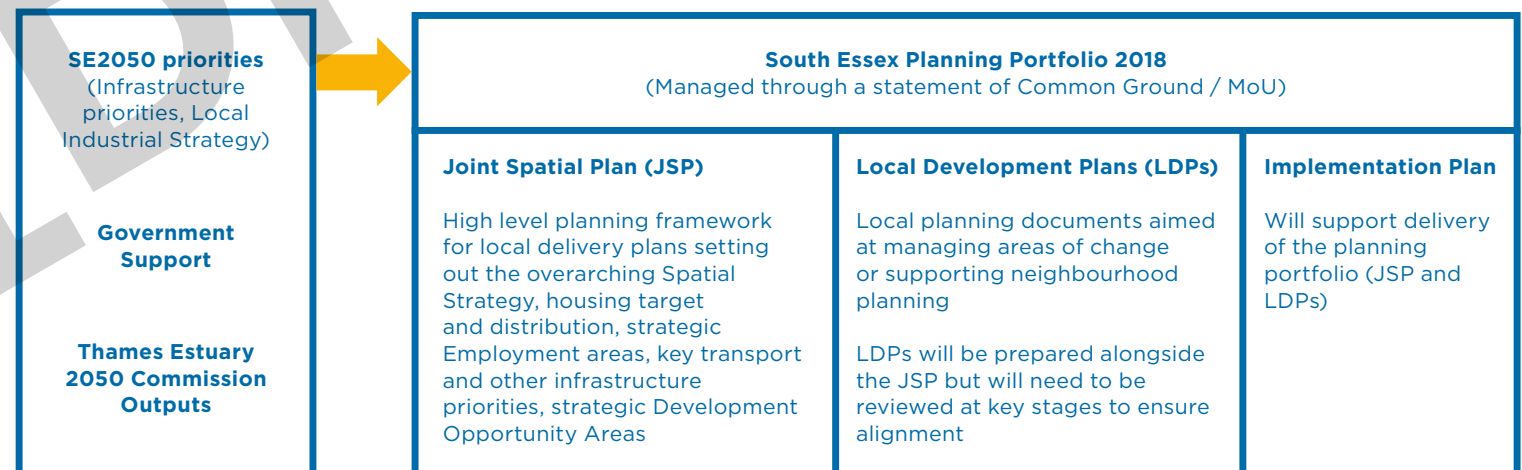 SE2050 priorities
(Infrastructure
priorities, Local
Industrial Strategy)
Government
Support
Thames Estuary
2050 Commission
Outputs
South Essex Planning Portfolio 2018
(Managed through a statement of Common Ground / MoU)
Joint Spatial Plan (JSP)
High level planning framework
for local delivery plans setting
out the overarching Spatial
Strategy, housing target
and distribution, strategic
Employment areas, key transport
and other infrastructure
priorities, strategic Development
Opportunity Areas
Local Development Plans (LDPs)
Local planning documents aimed
at managing areas of change
or supporting neighbourhood
planning
LDPs will be prepared alongside
the JSP but will need to be
reviewed at key stages to ensure
alignment
Implementation Plan
Will support delivery
of the planning
portfolio (JSP and
LDPs)